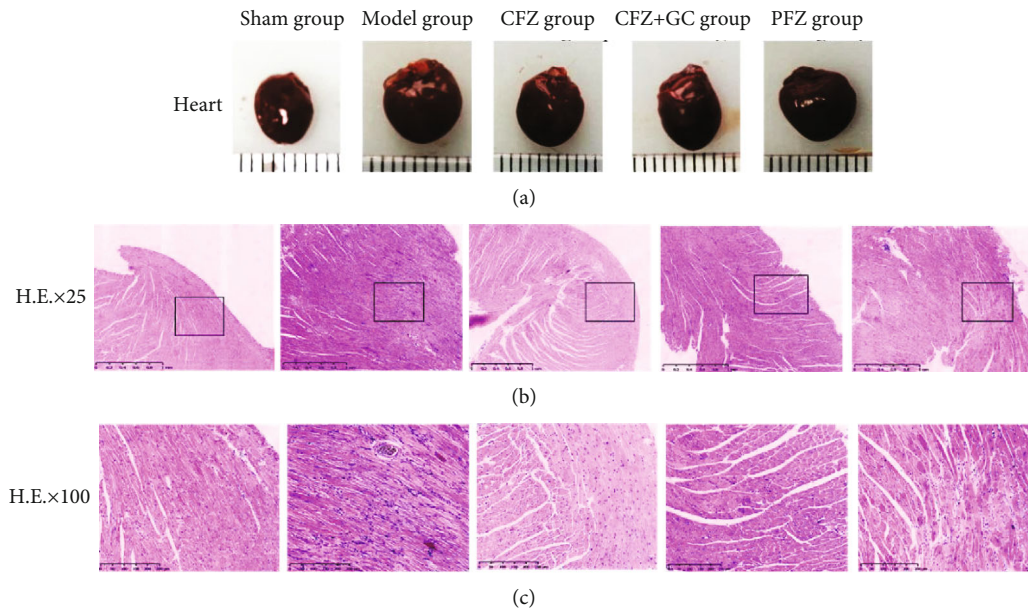 Sham group Model group CFZ group CFZ+GC group PFZ group
Heart
(a)
H.E.×25
(b)
H.E.×100
(c)